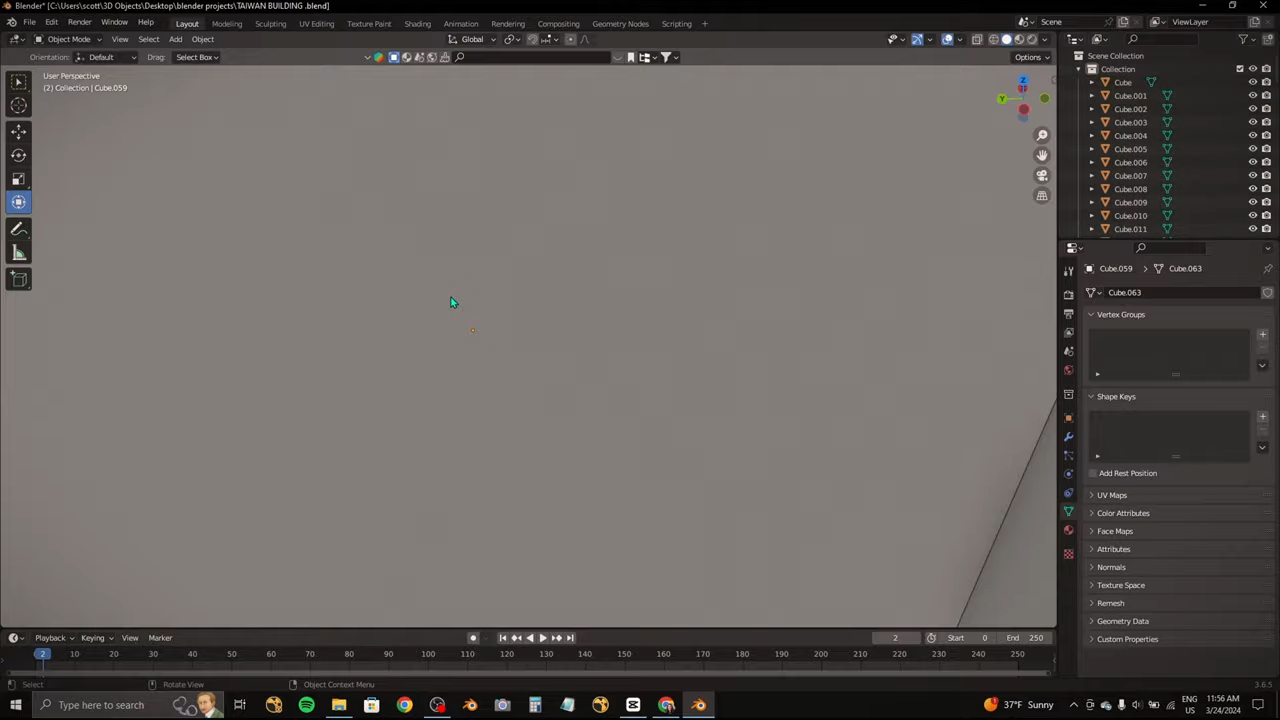 Blender* [C:\Users\scott\3D Objects\Desktop\blender projects\TAIWAN BUILDING .blend]
File Edit Render Window Help Layout Modeling Sculpting UV Editing Texture Paint Shading Animation Rendering Compositing Geometry Nodes Scripting + Scene ViewLayer
Object Mode View Select Add Object Global
Orientation: Default Drag: Select Box Options
User Perspective
(2) Collection | Cube.059
Z
Y
Scene Collection
Collection
Cube
Cube.001
Cube.002
Cube.003
Cube.004
Cube.005
Cube.006
Cube.007
Cube.008
Cube.009
Cube.010
Cube.011
Cube.059 > Cube.063
Cube.063
Vertex Groups
Shape Keys
Add Rest Position
UV Maps
Color Attributes
Face Maps
Attributes
Normals
Texture Space
Remesh
Geometry Data
Custom Properties
Playback Keying View Marker 2 Start 0 End 250
2 10 20 30 40 50 60 70 80 90 100 110 120 130 140 150 160 170 180 190 200 210 220 230 240 250
Select Rotate View Object Context Menu 3.6.5
Type here to search 37°F Sunny ENG US 11:56 AM 3/24/2024